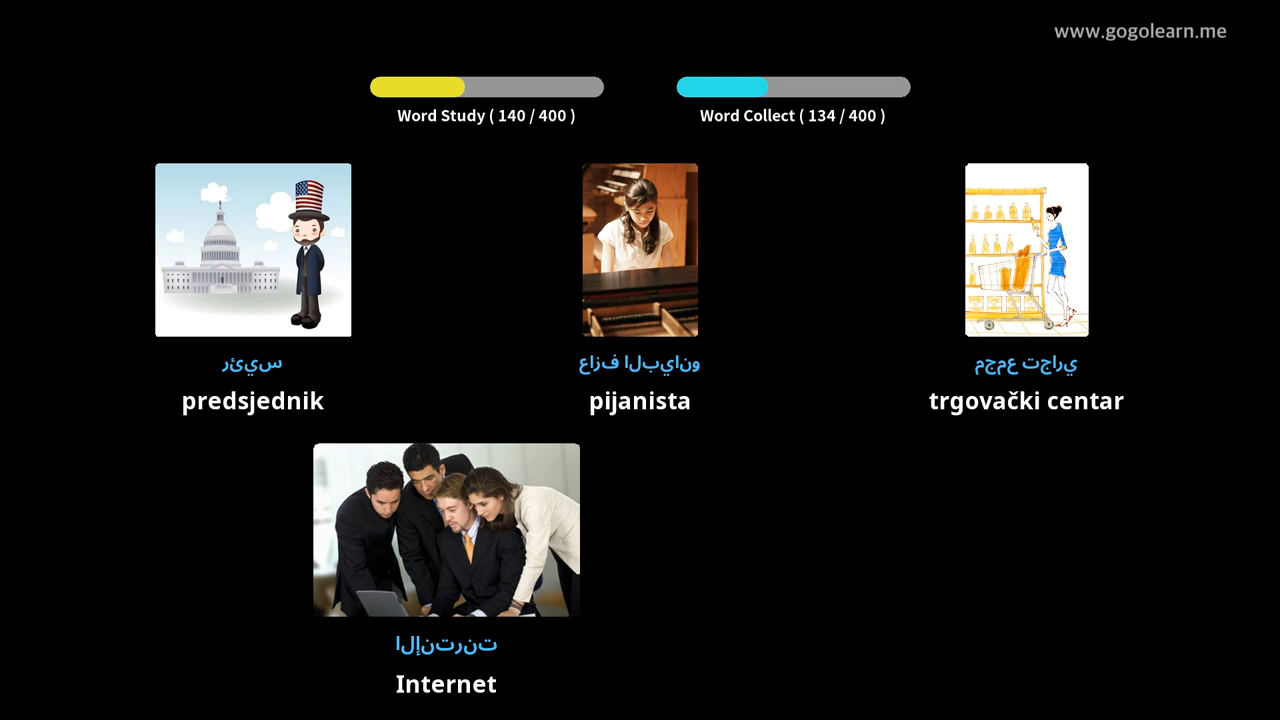 www.gogolearn.me
Word Study ( 140 / 400 )
Word Collect ( 134 / 400 )
رئيس
predsjednik
عازف البيانو
pijanista
مجمع تجاري
trgovački centar
الإنترنت
Internet